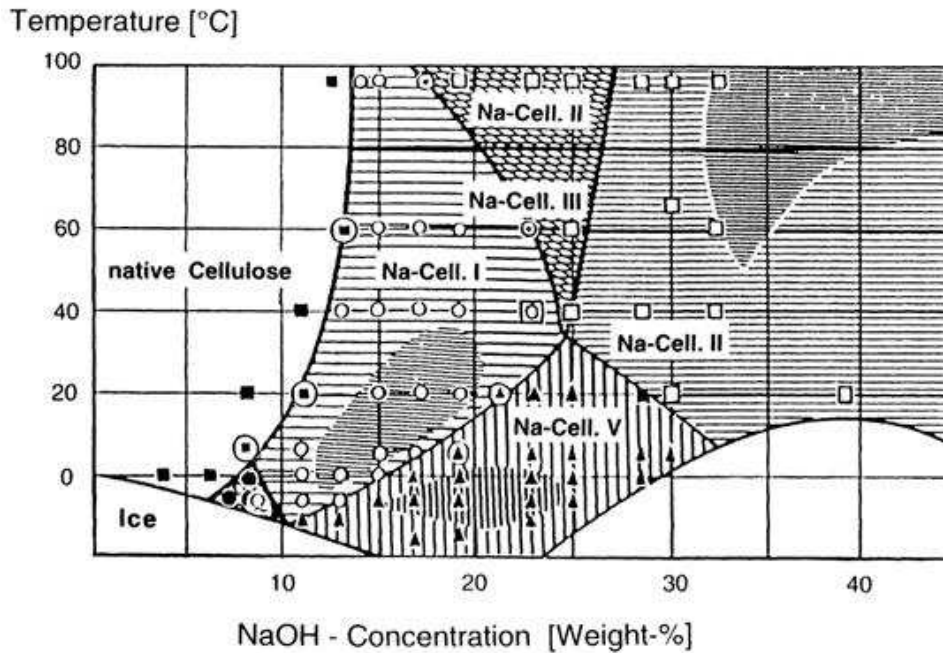 Temperature [°C]
100
Na-Cell. II
80
Na-Cell. III
60
native Cellulose
Na-Cell. I
40
Na-Cell. II
20
Na-Cell. V
0
Ice
10 20 30 40
NaOH - Concentration [Weight-%]